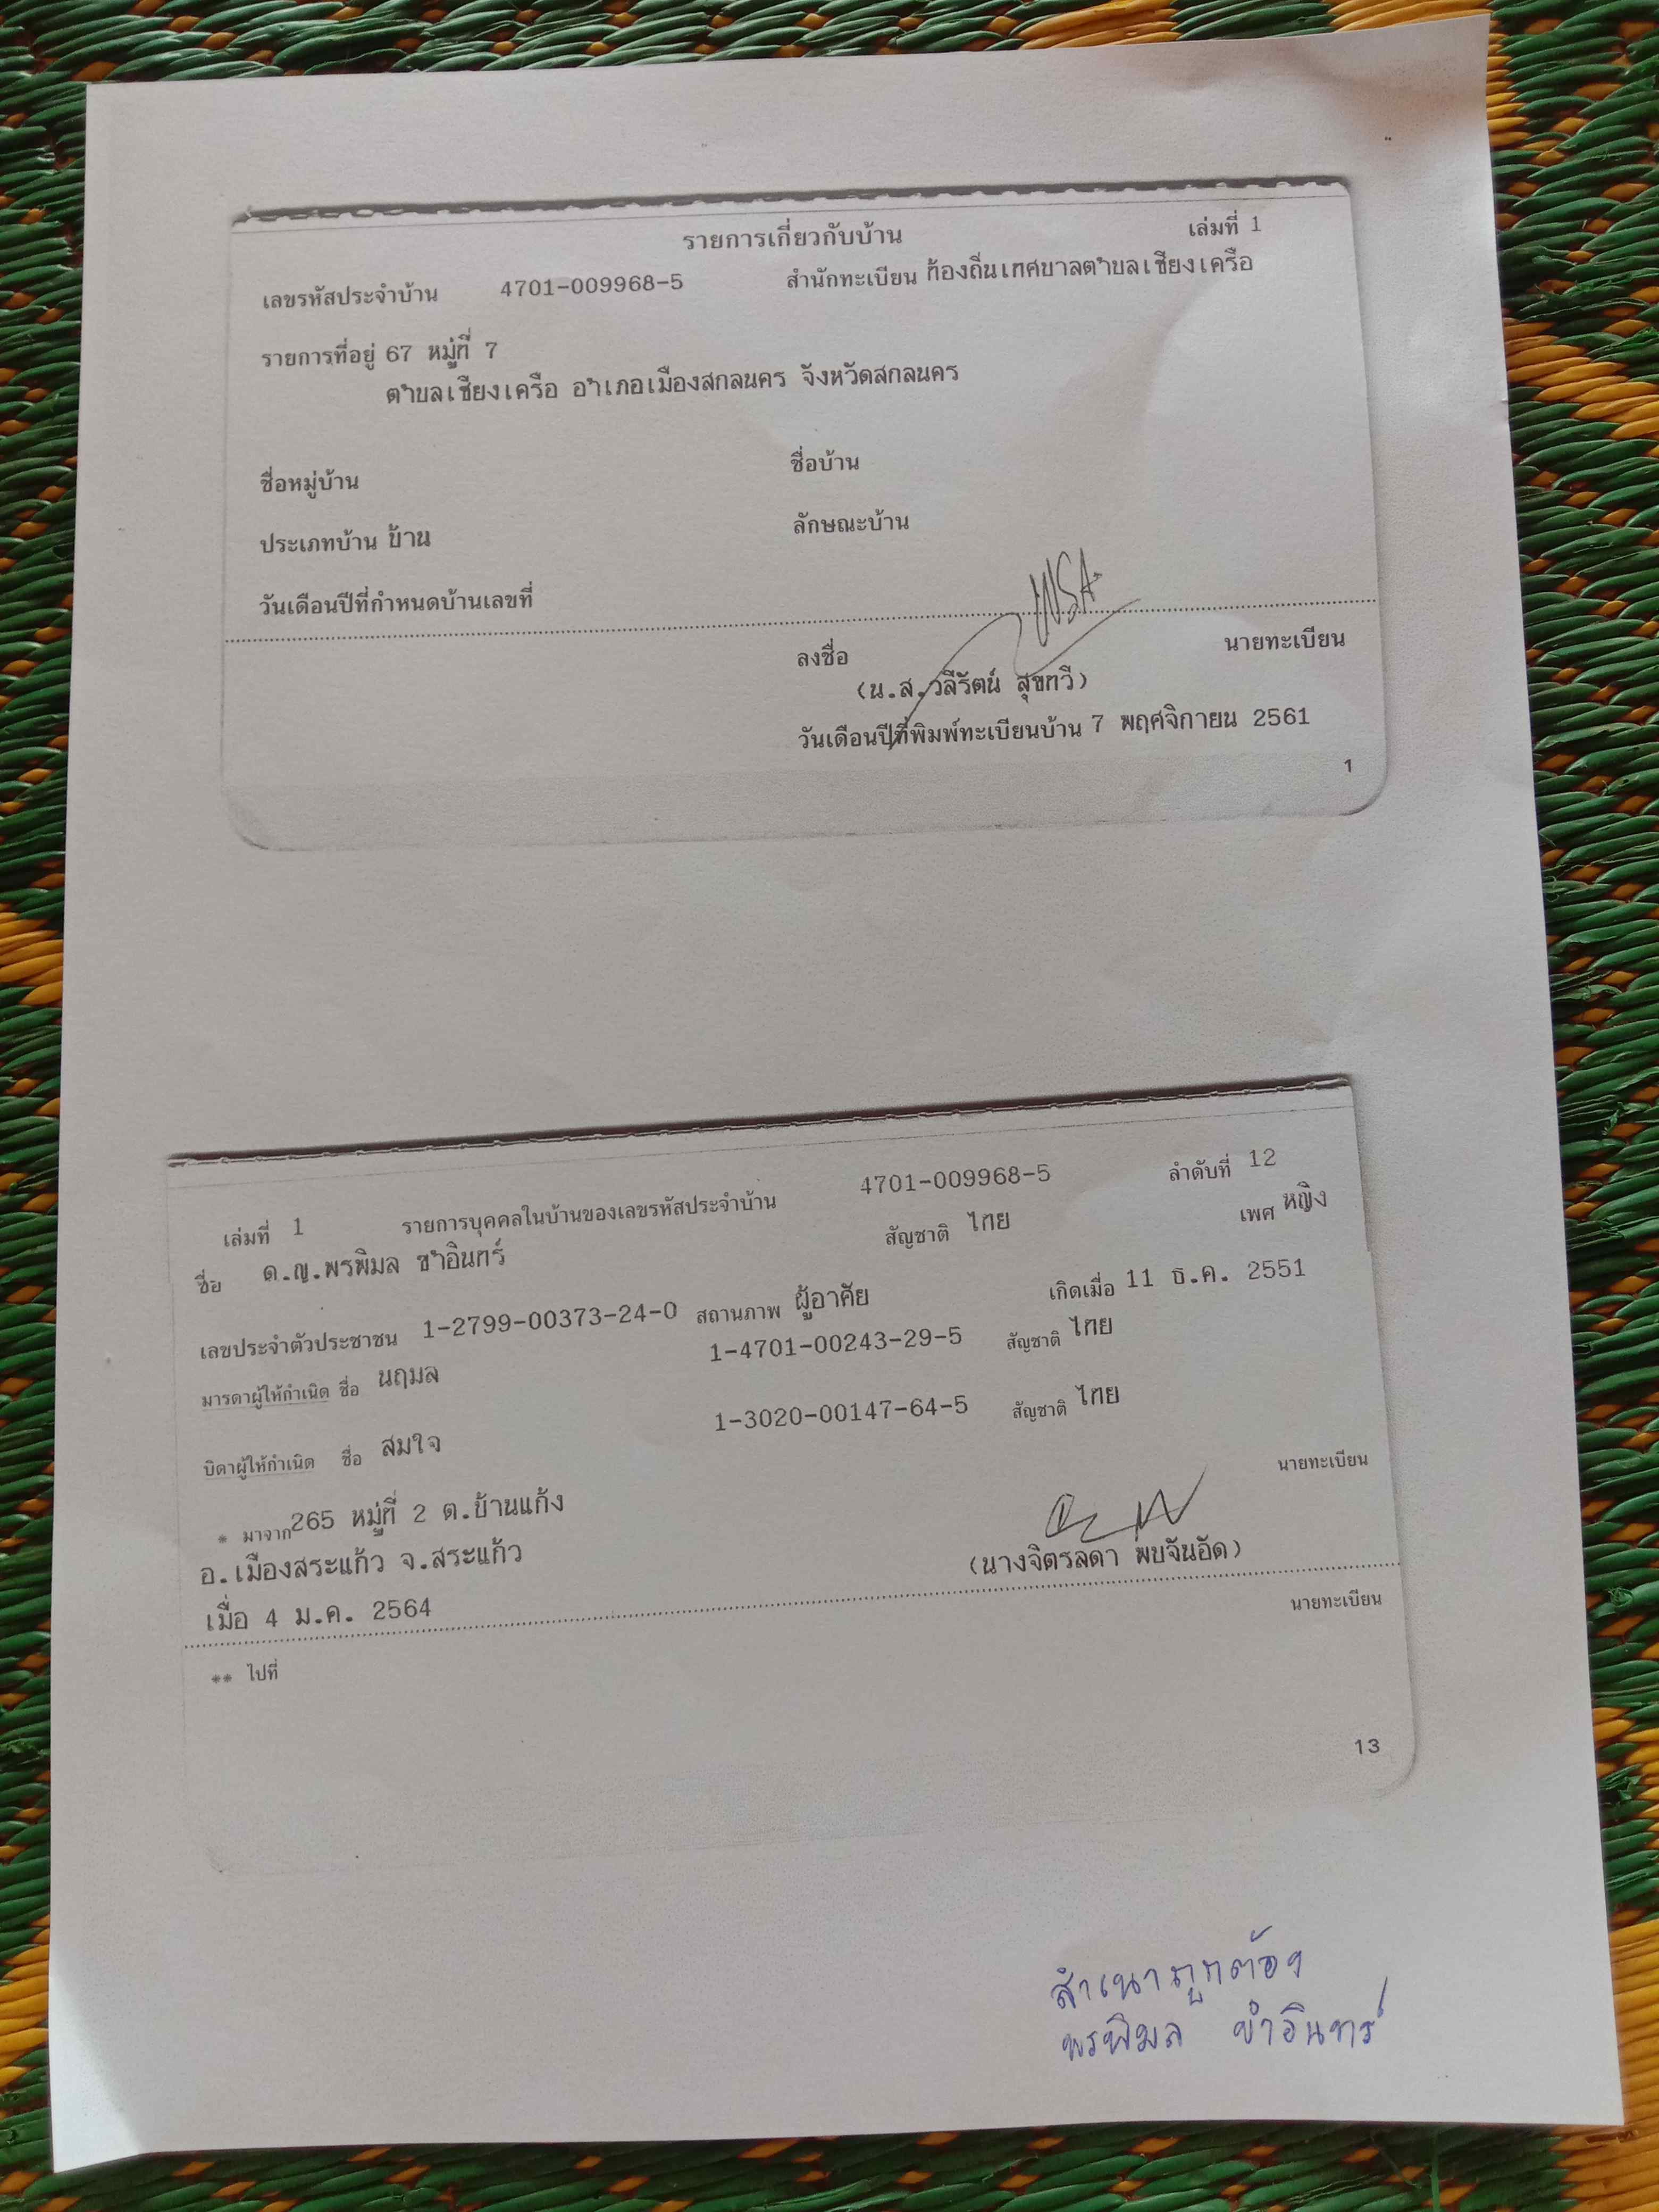 รายการเกี่ยวกับบ้าน เล่มที่ 1
เลขรหัสประจำบ้าน 4701-009968-5 สำนักทะเบียน ท้องถิ่นเทศบาลตำบลเชียงเครือ
รายการที่อยู่ 67 หมู่ที่ 7
ตำบลเชียงเครือ อำเภอเมืองสกลนคร จังหวัดสกลนคร
ชื่อหมู่บ้าน ชื่อบ้าน
ประเภทบ้าน บ้าน ลักษณะบ้าน
วันเดือนปีที่กำหนดบ้านเลขที่
ลงชื่อ นายทะเบียน
(น.ส.วลีรัตน์ สุขทวี)
วันเดือนปีที่พิมพ์ทะเบียนบ้าน 7 พฤศจิกายน 2561
1
เล่มที่ 1 รายการบุคคลในบ้านของเลขรหัสประจำบ้าน 4701-009968-5 ลำดับที่ 12
ชื่อ ด.ญ.พรพิมล ขำอินทร์ สัญชาติ ไทย เพศ หญิง
เลขประจำตัวประชาชน 1-2799-00373-24-0 สถานภาพ ผู้อาศัย เกิดเมื่อ 11 ธ.ค. 2551
มารดาผู้ให้กำเนิด ชื่อ นฤมล 1-4701-00243-29-5 สัญชาติ ไทย
บิดาผู้ให้กำเนิด ชื่อ สมใจ 1-3020-00147-64-5 สัญชาติ ไทย
* มาจาก 265 หมู่ที่ 2 ต.บ้านแก้ง นายทะเบียน
อ.เมืองสระแก้ว จ.สระแก้ว (นางจิตรลดา พบจันอัด)
เมื่อ 4 ม.ค. 2564
** ไปที่ นายทะเบียน
13
สำเนาถูกต้อง
พรพิมล ขำอินทร์